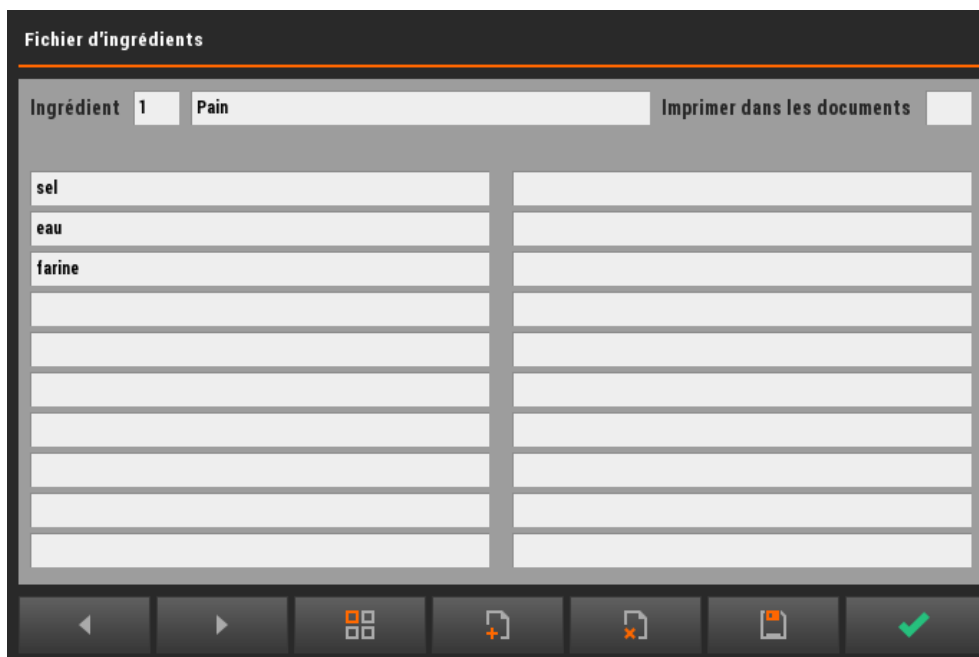 Fichier d'ingrédients
Ingrédient 1 Pain Imprimer dans les documents
sel
eau
farine